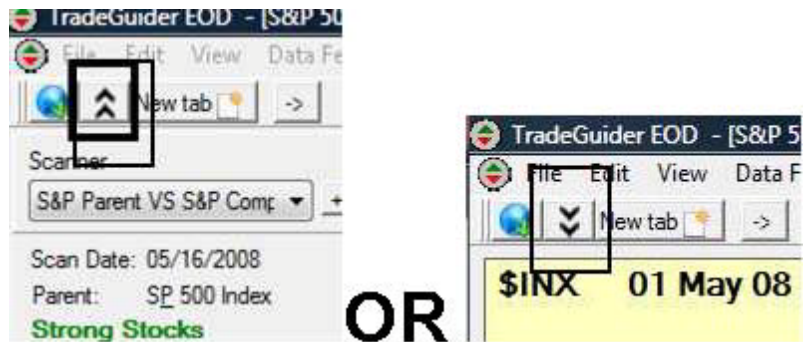 TradeGuider EOD - [S&P 50
File Edit View Data Fe
New tab ->
Scanner
S&P Parent VS S&P Comp
Scan Date: 05/16/2008
Parent: SP 500 Index
Strong Stocks
OR
TradeGuider EOD - [S&P 5
File Edit View Data F
New tab ->
$INX 01 May 08